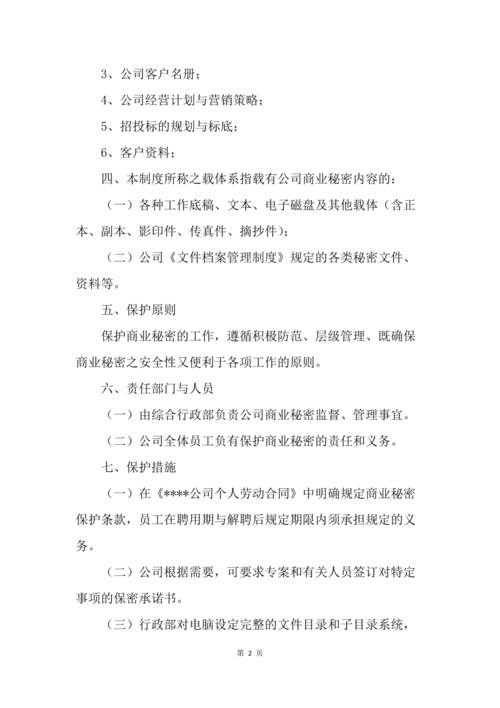 3、公司客户名册；
4、公司经营计划与营销策略；
5、招投标的规划与标底；
6、客户资料；
四、本制度所称之载体系指载有公司商业秘密内容的：
（一）各种工作底稿、文本、电子磁盘及其他载体（含正
本、副本、影印件、传真件、摘抄件）；
（二）公司《文件档案管理制度》规定的各类秘密文件、
资料等。
五、保护原则
保护商业秘密的工作，遵循积极防范、层级管理、既确保
商业秘密之安全性又便利于各项工作的原则。
六、责任部门与人员
（一）由综合行政部负责公司商业秘密监督、管理事宜。
（二）公司全体员工负有保护商业秘密的责任和义务。
七、保护措施
（一）在《****公司个人劳动合同》中明确规定商业秘密
保护条款，员工在聘用期与解聘后规定期限内须承担规定的义
务。
（二）公司根据需要，可要求专案和有关人员签订对特定
事项的保密承诺书。
（三）行政部对电脑设定完整的文件目录和子目录系统，
第 2 页